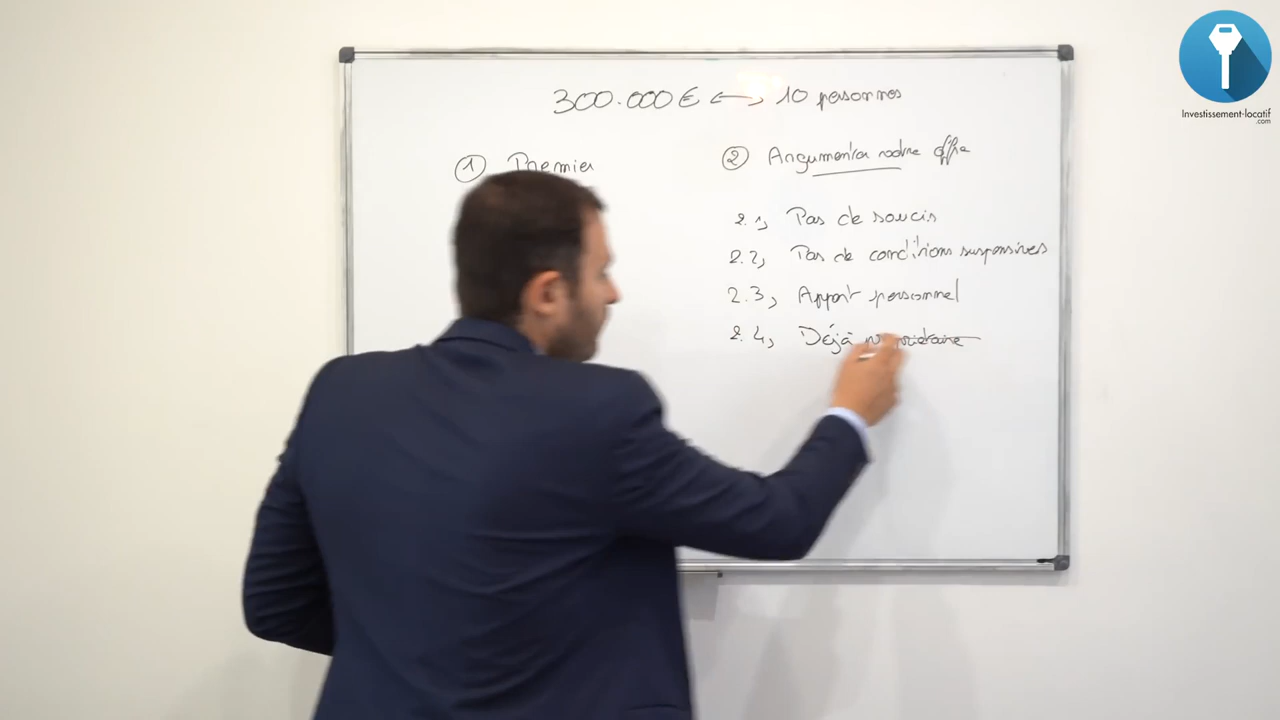 300.000 € ←→ 10 personnes
① Premier
② Argumenter notre offre
2.1, Pas de soucis
2.2, Pas de conditions suspensives
2.3, Apport personnel
2.4, Déjà propriétaire
Investissement-locatif
.com